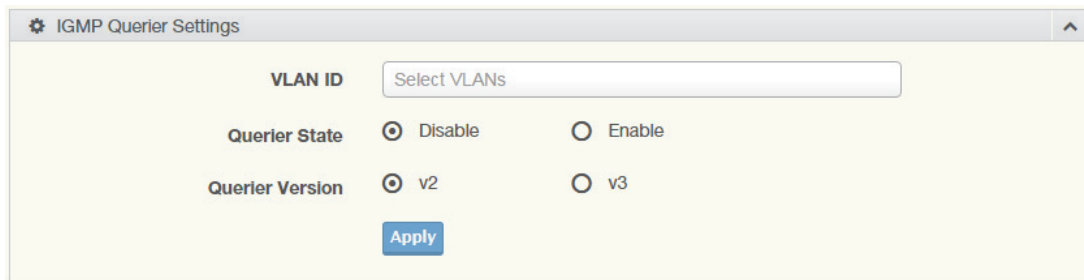 IGMP Querier Settings
VLAN ID Select VLANs
Querier State Disable Enable
Querier Version v2 v3
Apply